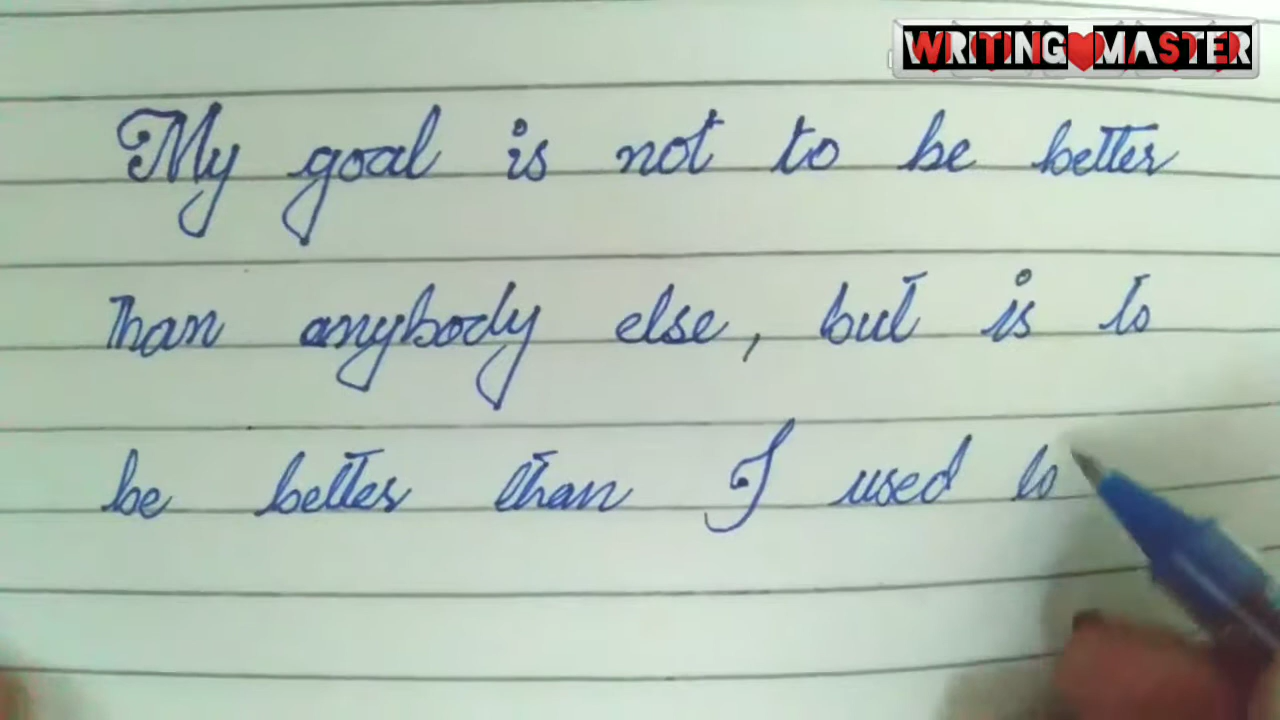 WRITING MASTER
My goal is not to be better
than anybody else, but is to
be better than I used to